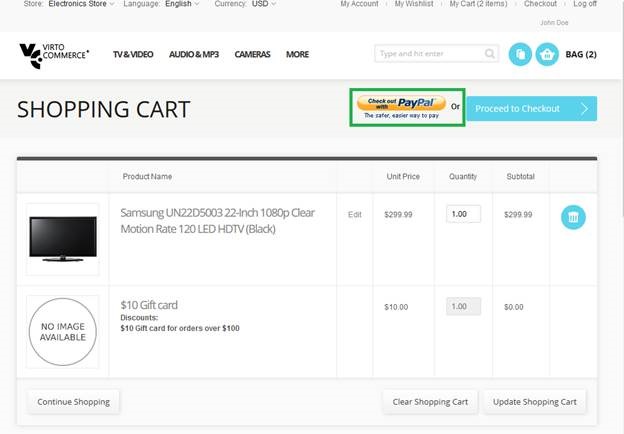 Store: Electronics Store Language: English Currency: USD My Account My Wishlist My Cart (2 items) Checkout Log off
John Doe
VIRTO
COMMERCE
TV & VIDEO AUDIO & MP3 CAMERAS MORE Type and hit enter BAG (2)
SHOPPING CART
Check out with PayPal
The safer, easier way to pay
Or
Proceed to Checkout
Product Name Unit Price Quantity Subtotal
Samsung UN22D5003 22-Inch 1080p Clear
Motion Rate 120 LED HDTV (Black)
Edit $299.99 1.00 $299.99
NO IMAGE
AVAILABLE
$10 Gift card
Discounts:
$10 Gift card for orders over $100
$10.00 1.00 $0.00
Continue Shopping Clear Shopping Cart Update Shopping Cart